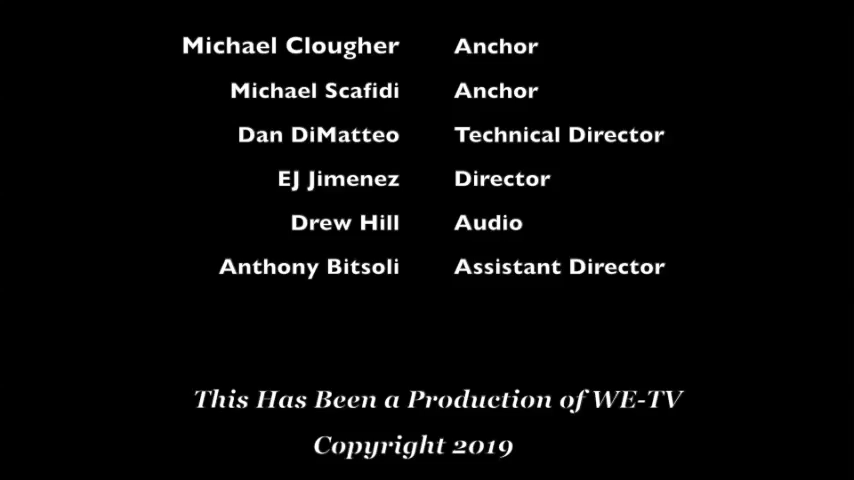 Michael Clougher Anchor
Michael Scafidi Anchor
Dan DiMatteo Technical Director
EJ Jimenez Director
Drew Hill Audio
Anthony Bitsoli Assistant Director
This Has Been a Production of WE-TV
Copyright 2019